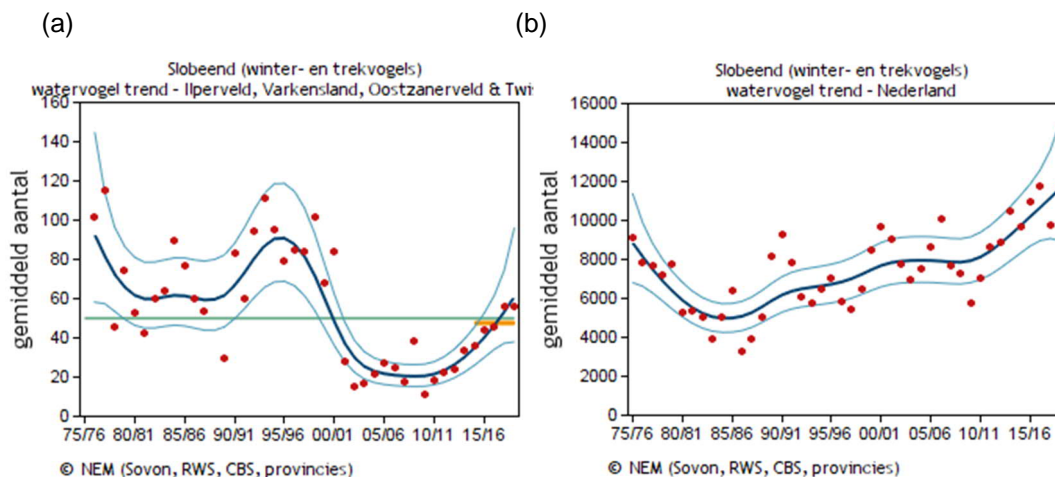 (a)
Slobeend (winter- en trekvogels)
watervogel trend - Ilperveld, Varkensland, Oostzanerveld & Twi
gemiddeld aantal
160
140
120
100
80
60
40
20
0
75/76 80/81 85/86 90/91 95/96 00/01 05/06 10/11 15/16
© NEM (Sovon, RWS, CBS, provincies)
(b)
Slobeend (winter- en trekvogels)
watervogel trend - Nederland
gemiddeld aantal
16000
14000
12000
10000
8000
6000
4000
2000
0
75/76 80/81 85/86 90/91 95/96 00/01 05/06 10/11 15/16
© NEM (Sovon, RWS, CBS, provincies)